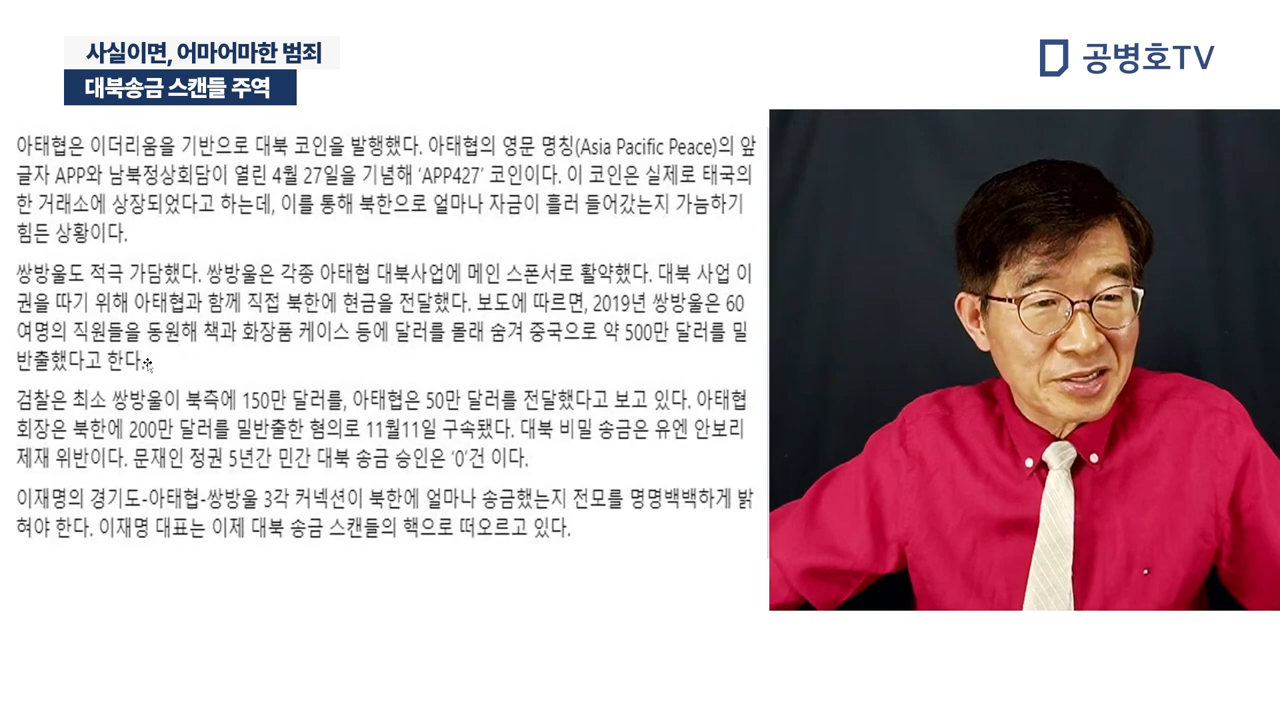 사실이면, 어마어마한 범죄
대북송금 스캔들 주역
공병호TV
아태협은 이더리움을 기반으로 대북 코인을 발행했다. 아태협의 영문 명칭(Asia Pacific Peace)의 앞
글자 APP와 남북정상회담이 열린 4월 27일을 기념해 ‘APP427’ 코인이다. 이 코인은 실제로 태국의
한 거래소에 상장되었다고 하는데, 이를 통해 북한으로 얼마나 자금이 흘러 들어갔는지 가늠하기
힘든 상황이다.
쌍방울도 적극 가담했다. 쌍방울은 각종 아태협 대북사업에 메인 스폰서로 활약했다. 대북 사업 이
권을 따기 위해 아태협과 함께 직접 북한에 현금을 전달했다. 보도에 따르면, 2019년 쌍방울은 60
여명의 직원들을 동원해 책과 화장품 케이스 등에 달러를 몰래 숨겨 중국으로 약 500만 달러를 밀
반출했다고 한다.
검찰은 최소 쌍방울이 북측에 150만 달러를, 아태협은 50만 달러를 전달했다고 보고 있다. 아태협
회장은 북한에 200만 달러를 밀반출한 혐의로 11월11일 구속됐다. 대북 비밀 송금은 유엔 안보리
제재 위반이다. 문재인 정권 5년간 민간 대북 송금 승인은 ‘0’건 이다.
이재명의 경기도-아태협-쌍방울 3각 커넥션이 북한에 얼마나 송금했는지 전모를 명명백백하게 밝
혀야 한다. 이재명 대표는 이제 대북 송금 스캔들의 핵으로 떠오르고 있다.